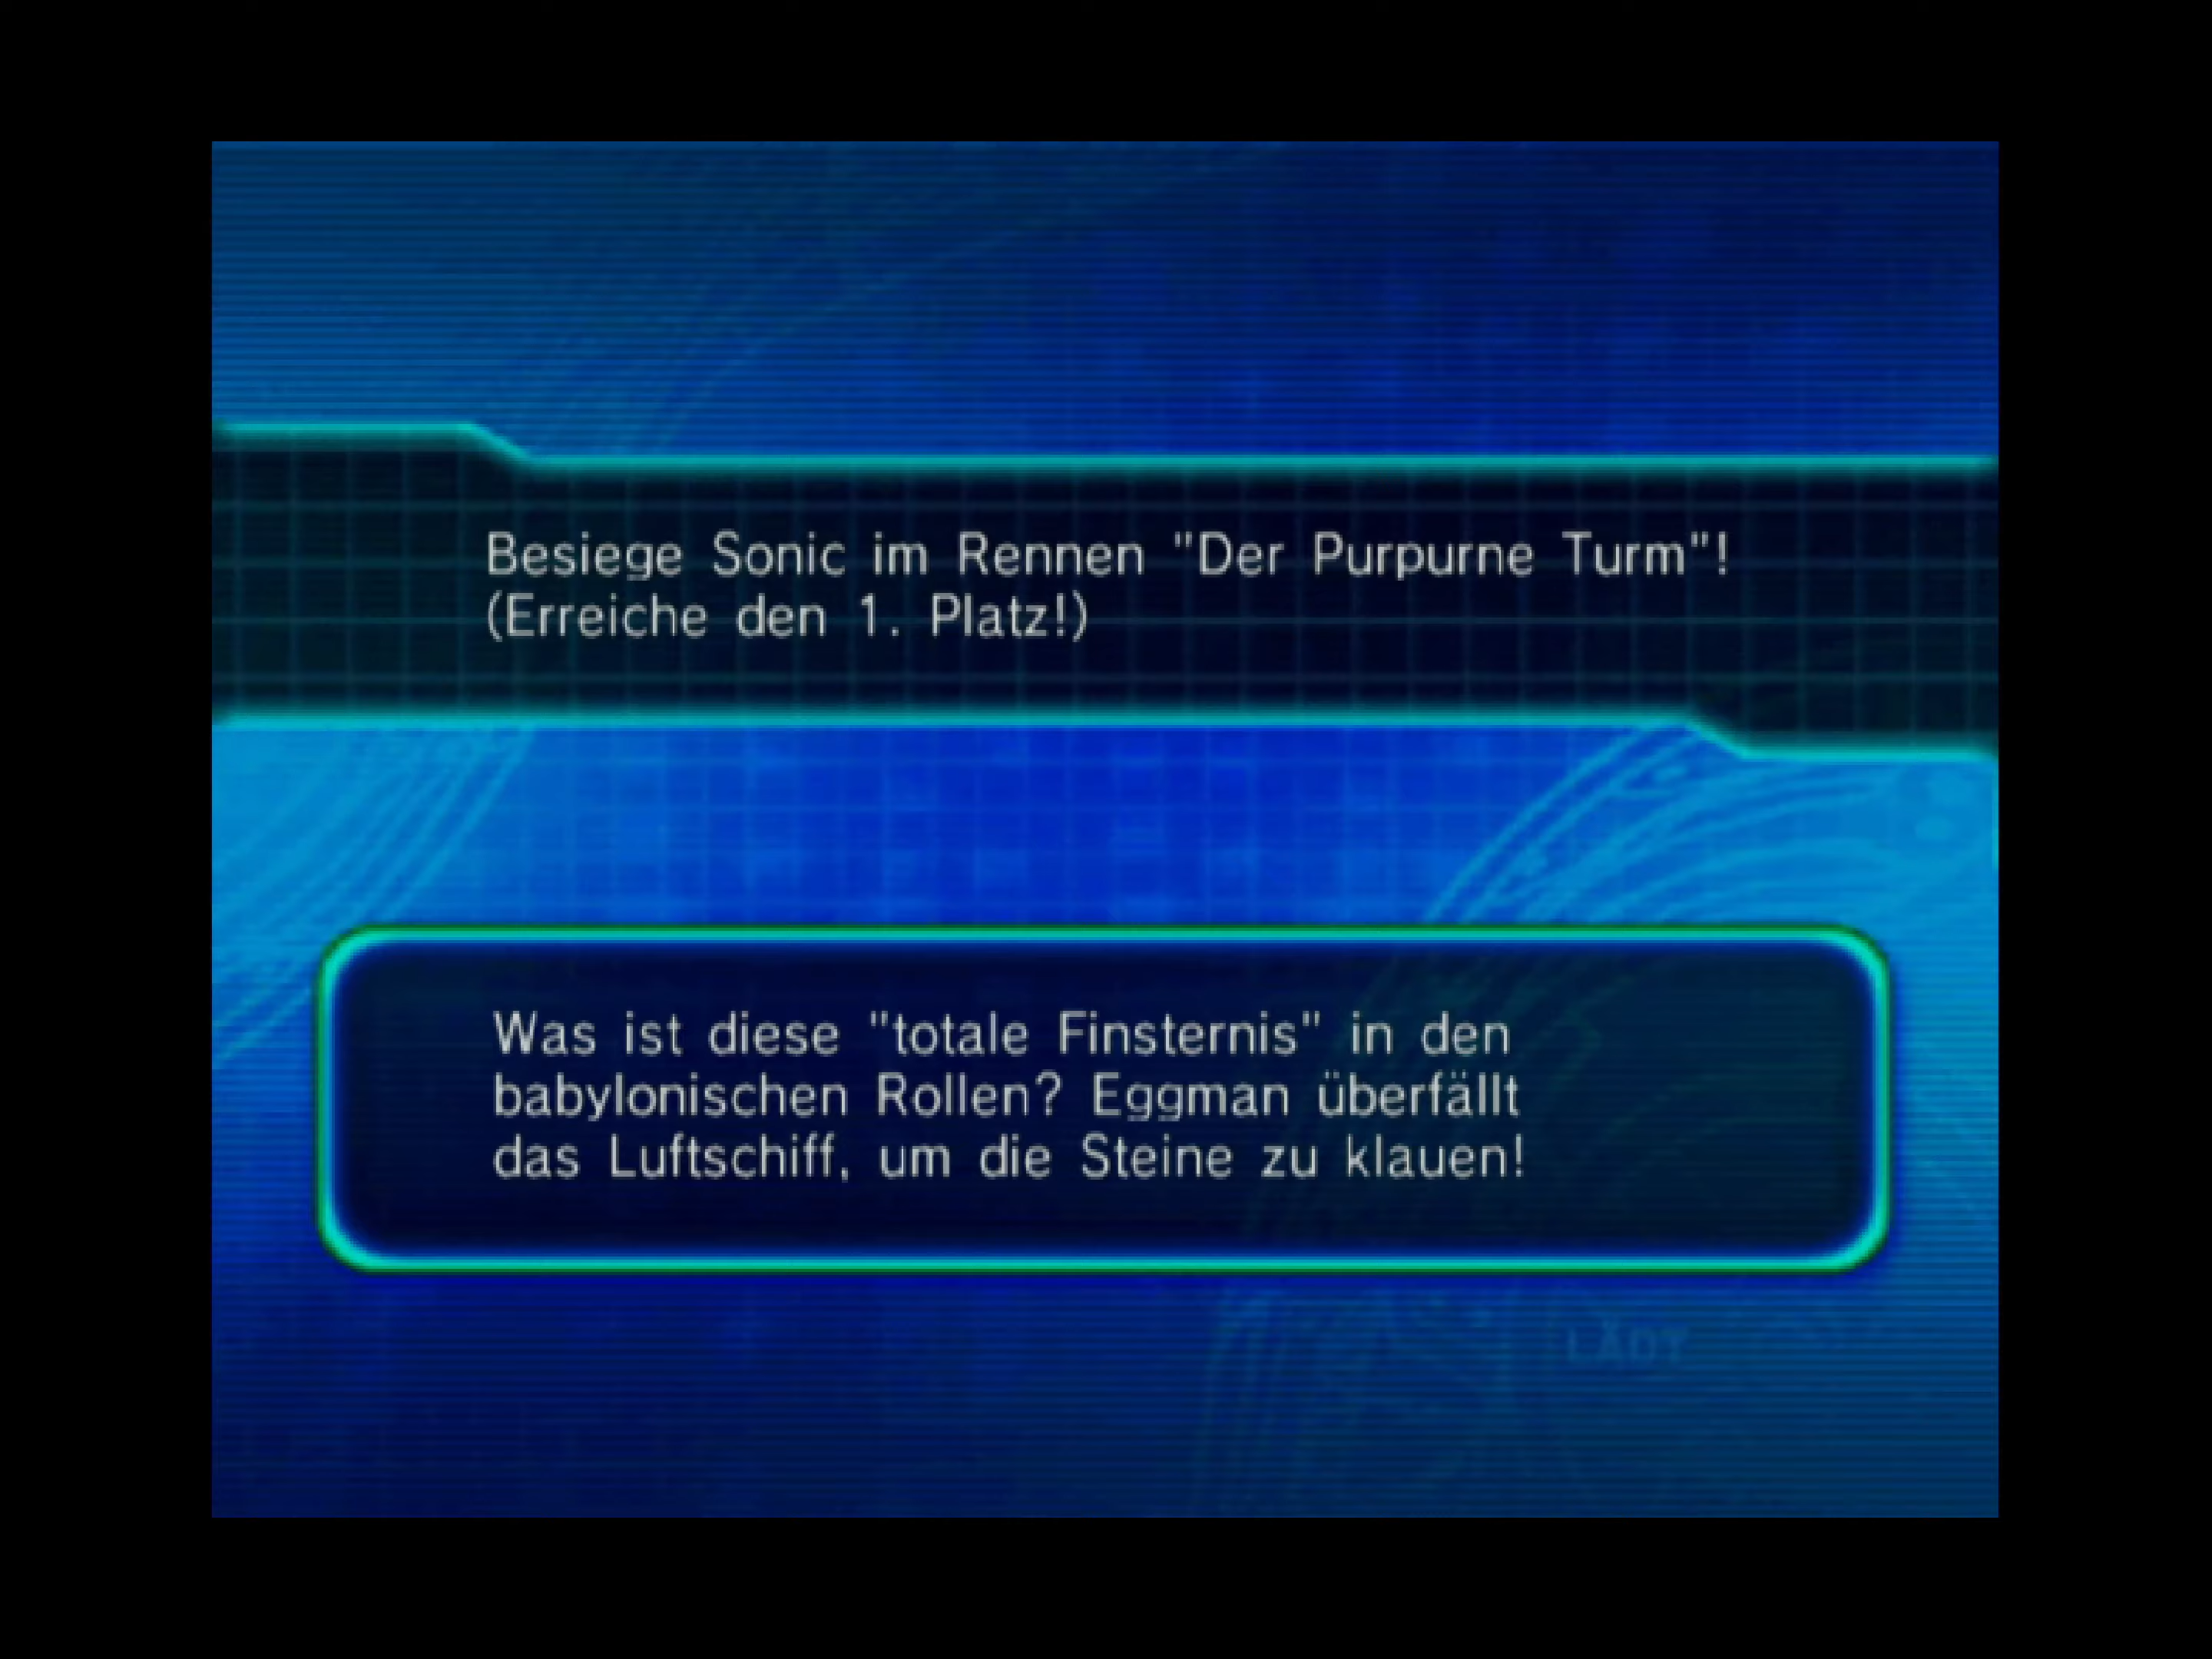 Besiege Sonic im Rennen "Der Purpurne Turm"!
(Erreiche den 1. Platz!)
Was ist diese "totale Finsternis" in den
babylonischen Rollen? Eggman überfällt
das Luftschiff, um die Steine zu klauen!